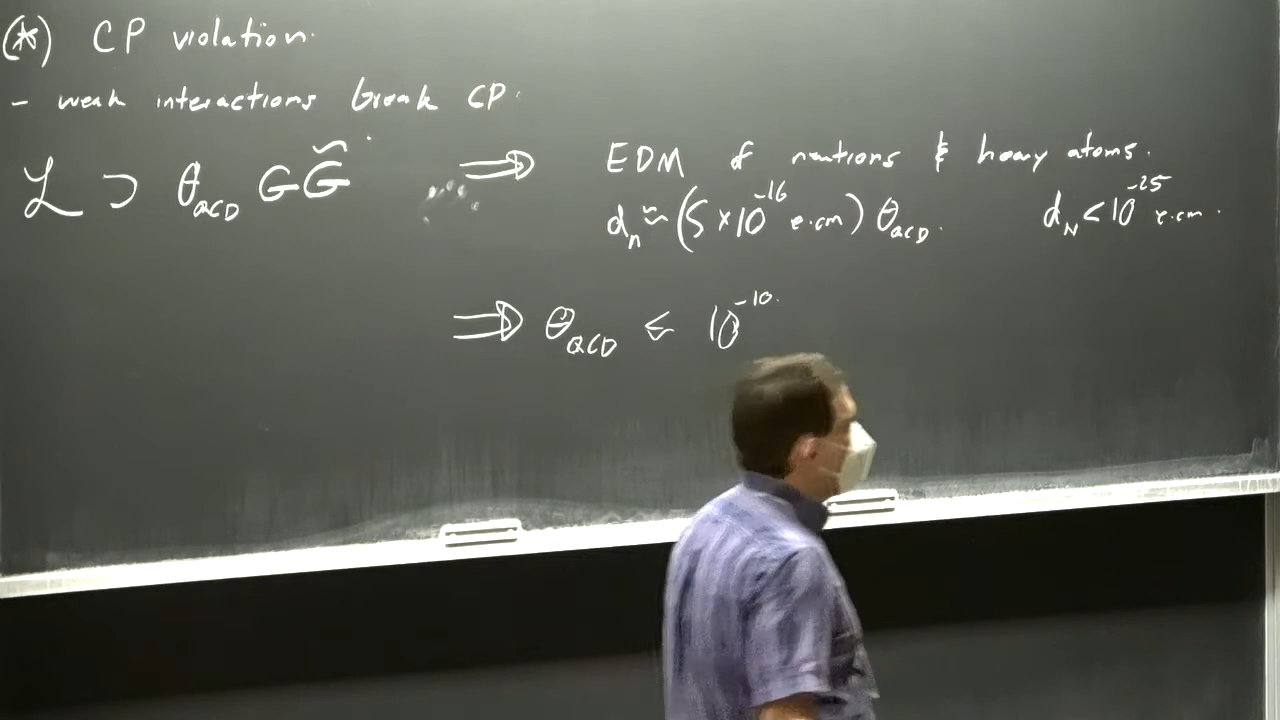 (*) CP violation.
- weak interactions break CP.
ℒ ⊃ θ_QCD G G̃ ⟹ EDM of neutrons & heavy atoms.
d_n ≈ (5 × 10^-16 e·cm) θ_QCD. d_N < 10^-25 e·cm.
⟹ θ_QCD ≤ 10^-10.